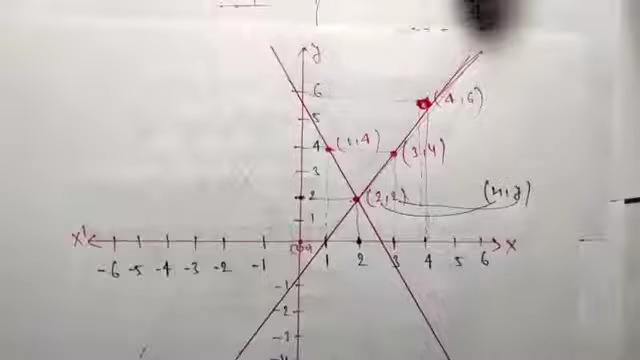 y
6
(4,6)
5
4
(1,4)
(3,4)
3
2
(2,2)
(x,y)
1
X'
X
-6 -5 -4 -3 -2 -1 1 2 3 4 5 6
-1
-2
-3